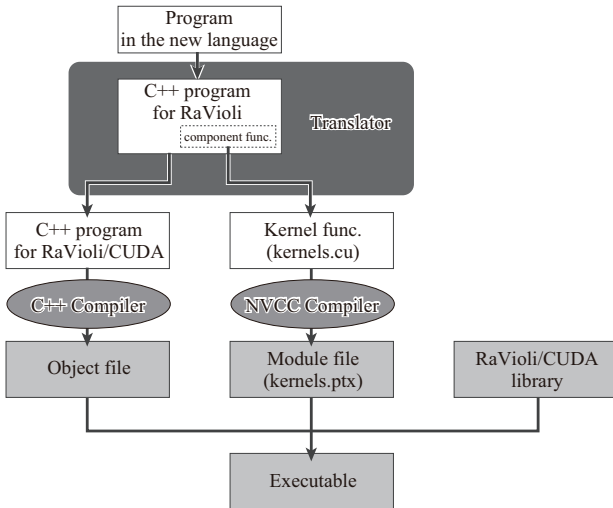 Program
in the new language
C++ program
for RaVioli
component func.
Translator
C++ program
for RaVioli/CUDA
Kernel func.
(kernels.cu)
C++ Compiler
NVCC Compiler
Object file
Module file
(kernels.ptx)
RaVioli/CUDA
library
Executable